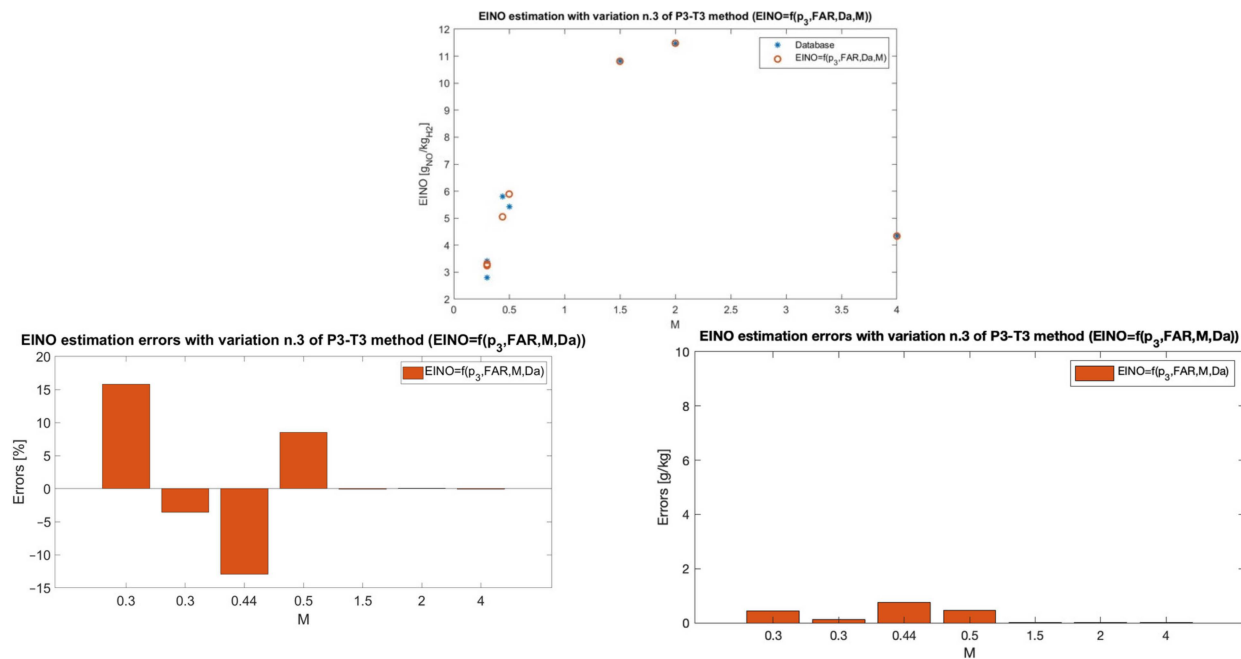 EINO estimation with variation n.3 of P3-T3 method (EINO=f(p3,FAR,Da,M))
12
11
10
9
8
7
6
5
4
3
2
EINO [gNO/kgH2]
Database
EINO=f(p3,FAR,Da,M)
0 0.5 1 1.5 2 2.5 3 3.5 4
M
EINO estimation errors with variation n.3 of P3-T3 method (EINO=f(p3,FAR,M,Da))
20
15
10
5
0
−5
−10
−15
Errors [%]
EINO=f(p3,FAR,M,Da)
0.3 0.3 0.44 0.5 1.5 2 4
M
EINO estimation errors with variation n.3 of P3-T3 method (EINO=f(p3,FAR,M,Da))
10
8
6
4
2
0
Errors [g/kg]
EINO=f(p3,FAR,M,Da)
0.3 0.3 0.44 0.5 1.5 2 4
M